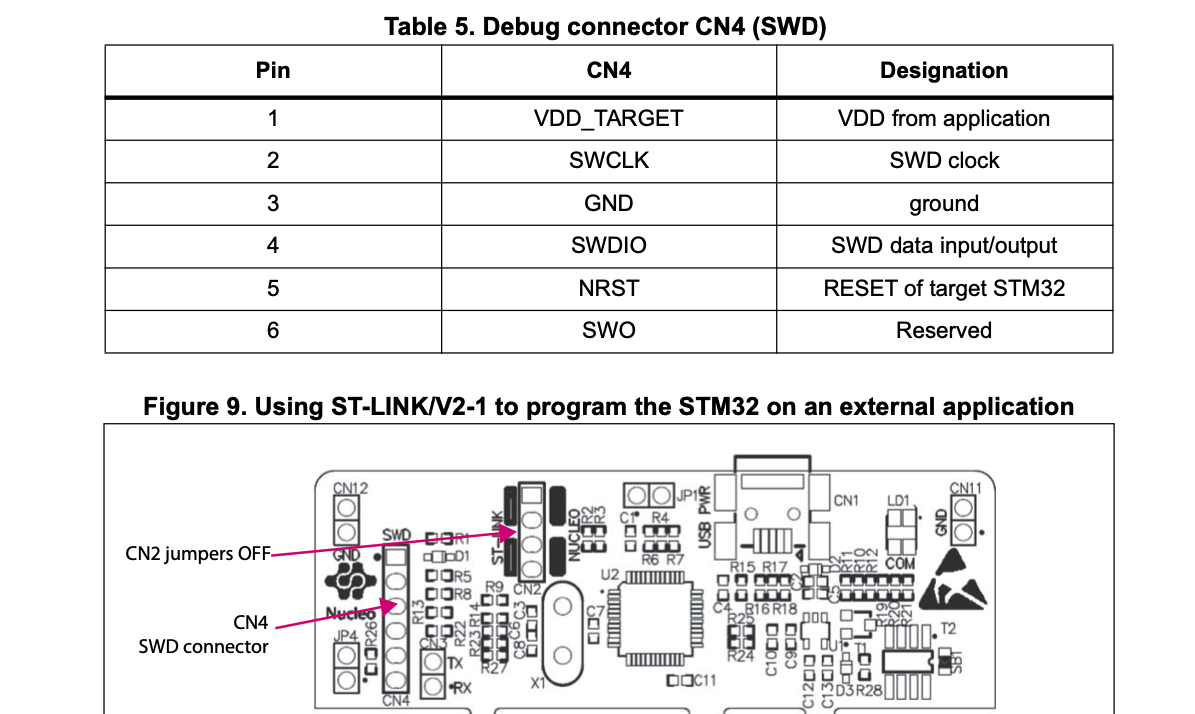 Table 5. Debug connector CN4 (SWD)
Pin CN4 Designation
1 VDD_TARGET VDD from application
2 SWCLK SWD clock
3 GND ground
4 SWDIO SWD data input/output
5 NRST RESET of target STM32
6 SWO Reserved
Figure 9. Using ST-LINK/V2-1 to program the STM32 on an external application
CN2 jumpers OFF
CN4
SWD connector
CN12
GND
Nucleo
JP4
R26
SWD
CN4
R1
D1
R5
R8
R13
R22
CN3
TX
RX
NUCLEO
CN2
R9
R14
R23
R27
C3
C6
C8
X1
C7
R2
R3
JP1
C1
R4
R6 R7
U2
C11
USB PWR
CN1
R15 R17
C4 R16 R18
R25
R24
C10
C9
C2
C5
R11
R10
R12
R19
R20
R21
LD1
COM
CN11
GND
T2
T1
SB1
C12
C13
D3 R28